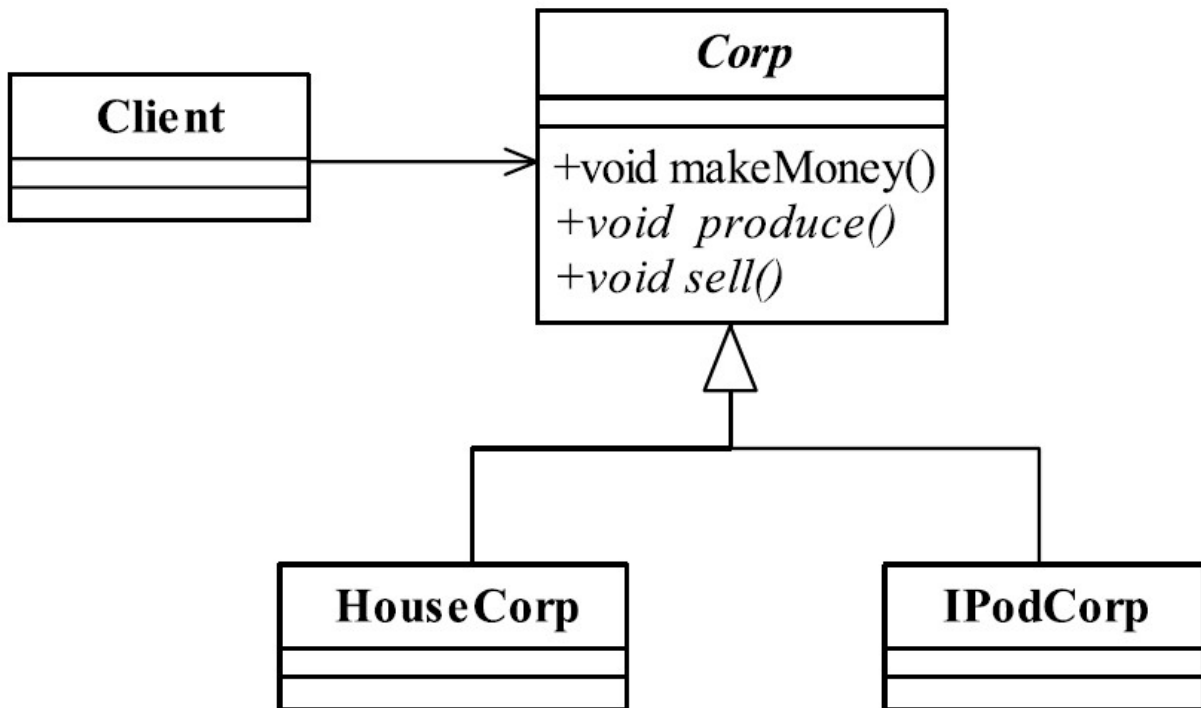 Corp
Client
+void makeMoney()
+void produce()
+void sell()
HouseCorp
IPodCorp